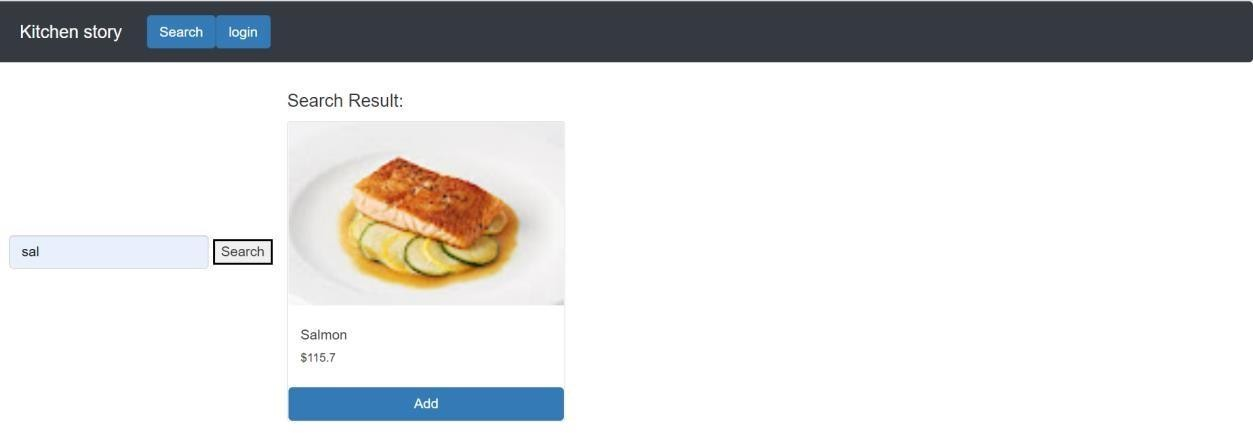 Kitchen story Search login
Search Result:
sal Search
Salmon
$115.7
Add